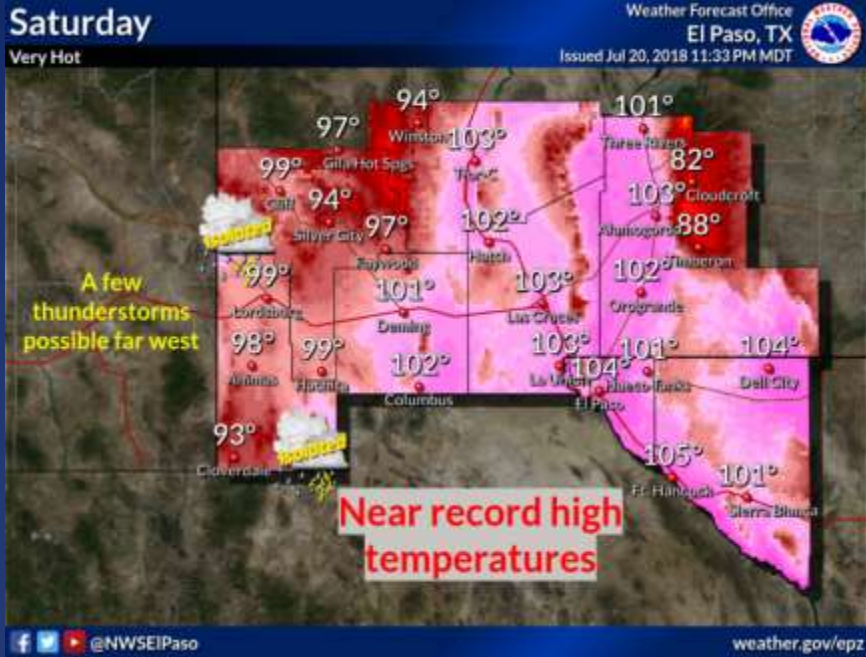 Saturday
Weather Forecast Office
El Paso, TX
Very Hot
Issued Jul 20, 2018 11:33 PM MDT
94°
Winston
101°
Three Rivers
97°
Gila Hot Spgs
103°
T-or-C
99°
Cliff
82°
Cloudcroft
94°
Silver City
103°
Alamogordo
88°
Timberon
Isolated
97°
Faywood
102°
Hatch
A few
thunderstorms
possible far west
99°
Lordsburg
101°
Deming
103°
Las Cruces
102°
Orogrande
98°
Animas
99°
Hachita
102°
Columbus
103°
La Union
104°
El Paso
101°
Hueco Tanks
104°
Dell City
93°
Cloverdale
Isolated
105°
Ft. Hancock
101°
Sierra Blanca
Near record high
temperatures
@NWSElPaso
weather.gov/epz